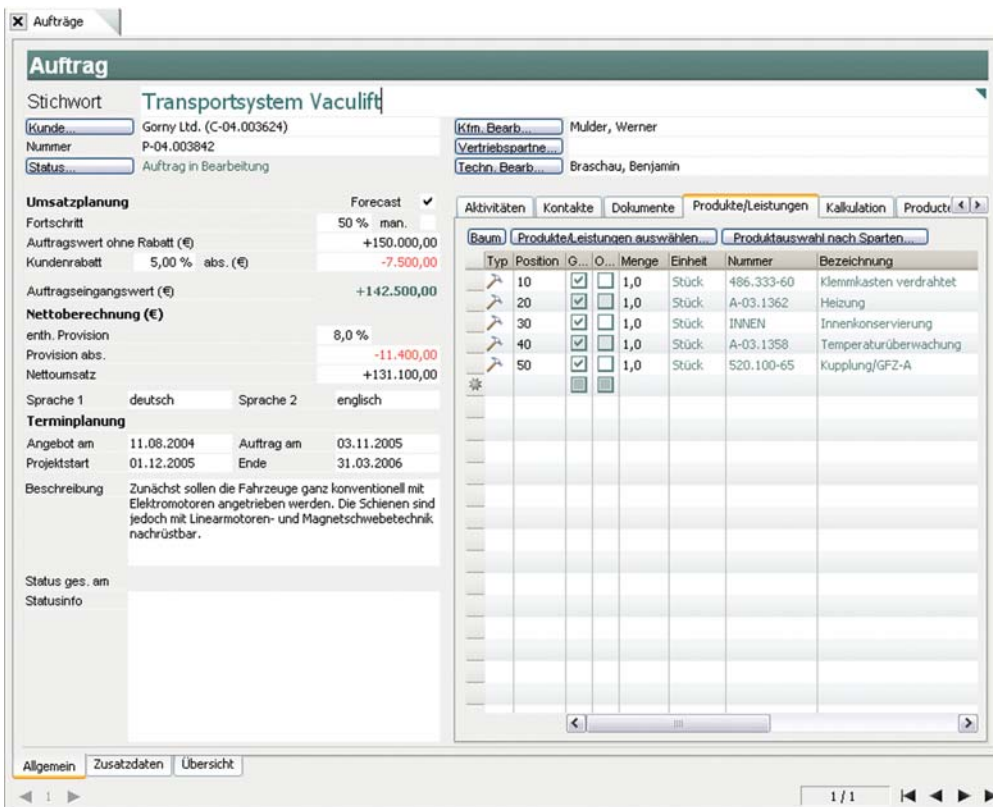 Aufträge
Auftrag
Stichwort Transportsystem Vaculift
Kunde... Gorny Ltd. (C-04.003624)
Nummer P-04.003842
Status... Auftrag in Bearbeitung
Kfm. Bearb... Mulder, Werner
Vertriebspartne...
Techn. Bearb... Braschau, Benjamin
Umsatzplanung Forecast
Fortschritt 50 % man.
Auftragswert ohne Rabatt (€) +150.000,00
Kundenrabatt 5,00 % abs. (€) -7.500,00
Auftragseingangswert (€) +142.500,00
Nettoberechnung (€)
enth. Provision 8,0 %
Provision abs. -11.400,00
Nettoumsatz +131.100,00
Sprache 1 deutsch Sprache 2 englisch
Terminplanung
Angebot am 11.08.2004 Auftrag am 03.11.2005
Projektstart 01.12.2005 Ende 31.03.2006
Beschreibung Zunächst sollen die Fahrzeuge ganz konventionell mit
Elektromotoren angetrieben werden. Die Schienen sind
jedoch mit Linearmotoren- und Magnetschwebetechnik
nachrüstbar.
Status ges. am
Statusinfo
Aktivitäten Kontakte Dokumente Produkte/Leistungen Kalkulation Producte
Baum Produkte/Leistungen auswählen... Produktauswahl nach Sparten...
Typ Position G... O... Menge Einheit Nummer Bezeichnung
10 1,0 Stück 486.333-60 Klemmkasten verdrahtet
20 1,0 Stück A-03.1362 Heizung
30 1,0 Stück INNEN Innenkonservierung
40 1,0 Stück A-03.1358 Temperaturüberwachung
50 1,0 Stück 520.100-65 Kupplung/GFZ-A
Allgemein Zusatzdaten Übersicht
1
1 / 1